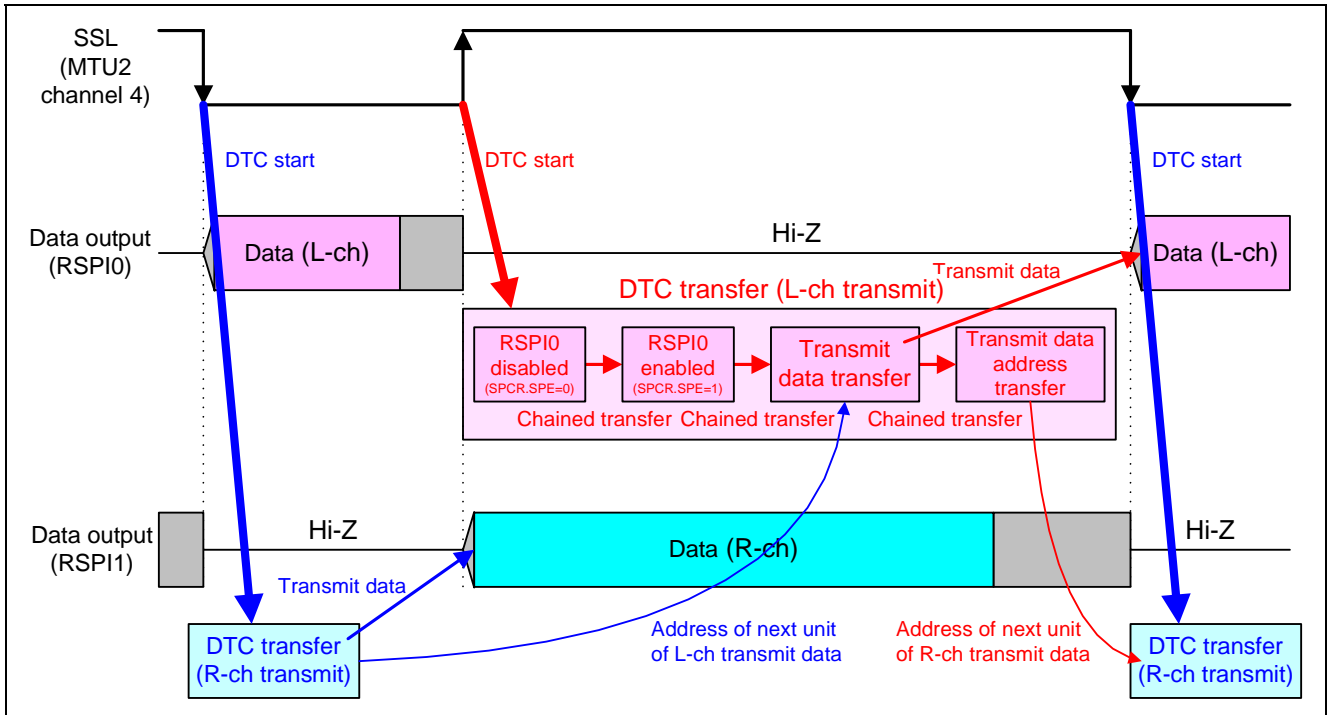 SSL
(MTU2
channel 4)
DTC start
DTC start
DTC start
Data output
(RSPI0)
Data (L-ch)
Hi-Z
Data (L-ch)
Transmit data
DTC transfer (L-ch transmit)
RSPI0
disabled
(SPCR.SPE=0)
RSPI0
enabled
(SPCR.SPE=1)
Transmit
data transfer
Transmit data
address
transfer
Chained transfer
Chained transfer
Chained transfer
Data output
(RSPI1)
Hi-Z
Data (R-ch)
Hi-Z
Transmit data
DTC transfer
(R-ch transmit)
Address of next unit
of L-ch transmit data
Address of next unit
of R-ch transmit data
DTC transfer
(R-ch transmit)